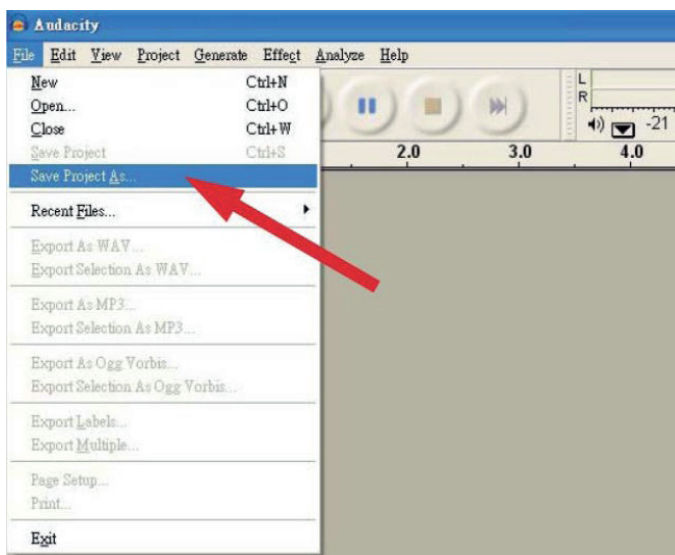 Audacity
File Edit View Project Generate Effect Analyze Help
New Ctrl+N
Open... Ctrl+O
Close Ctrl+W
Save Project Ctrl+S
Save Project As...
Recent Files...
Export As WAV...
Export Selection As WAV...
Export As MP3...
Export Selection As MP3...
Export As Ogg Vorbis...
Export Selection As Ogg Vorbis...
Export Labels...
Export Multiple...
Page Setup...
Print...
Exit
L
R
-21
2.0 3.0 4.0